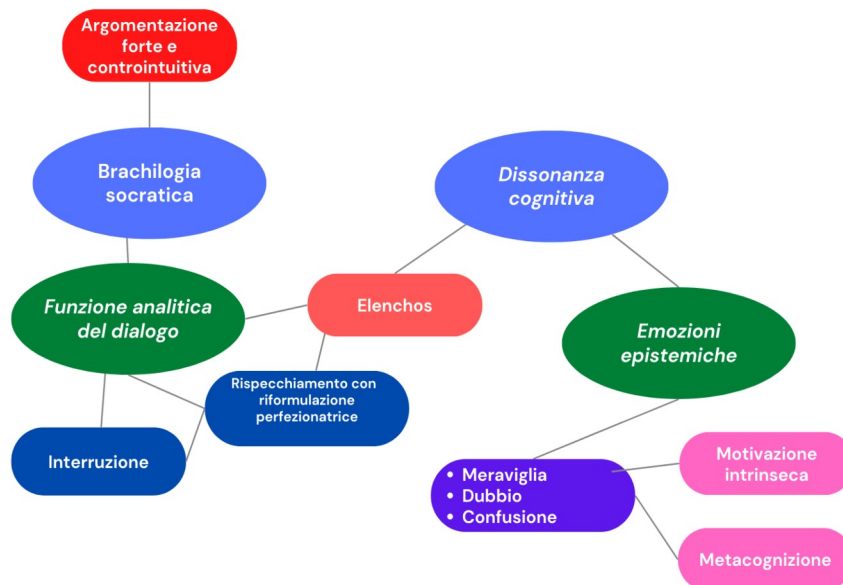 Argomentazione
forte e
controintuitiva
Brachilogia
socratica
Dissonanza
cognitiva
Funzione analitica
del dialogo
Elenchos
Emozioni
epistemiche
Rispecchiamento con
riformulazione
perfezionatrice
Interruzione
• Meraviglia
• Dubbio
• Confusione
Motivazione
intrinseca
Metacognizione